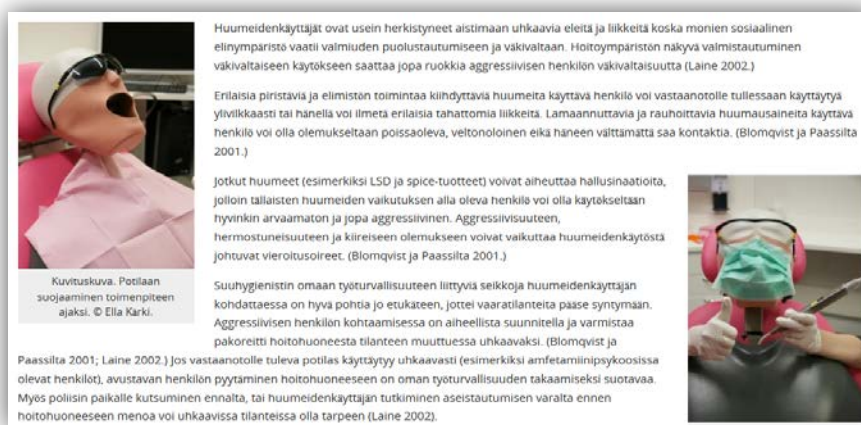 Huumeidenkäyttäjät ovat usein herkistyneet aistimaan uhkaavia eleitä ja liikkeitä koska monien sosiaalinen
elinympäristö vaatii valmiuden puolustautumiseen ja väkivaltaan. Hoitoympäristön näkyvä valmistautuminen
väkivaltaiseen käytökseen saattaa jopa ruokkia aggressiivisen henkilön väkivaltaisuutta (Laine 2002.)
Erilaisia piristäviä ja elimistön toimintaa kiihdyttäviä huumeita käyttävä henkilö voi vastaanotolle tullessaan käyttäytyä
ylivilkkaasti tai hänellä voi ilmetä erilaisia tahattomia liikkeitä. Lamaannuttavia ja rauhoittavia huumausaineita käyttävä
henkilö voi olla olemukseltaan poissaoleva, veltonoloinen eikä häneen välttämättä saa kontaktia. (Blomqvist ja Paassilta
2001.)
Jotkut huumeet (esimerkiksi LSD ja spice-tuotteet) voivat aiheuttaa hallusinaatioita,
jolloin tällaisten huumeiden vaikutuksen alla oleva henkilö voi olla käytökseltään
hyvinkin arvaamaton ja jopa aggressiivinen. Aggressiivisuuteen,
hermostuneisuuteen ja kiireiseen olemukseen voivat vaikuttaa huumeidenkäytöstä
johtuvat vieroitusoireet. (Blomqvist ja Paassilta 2001.)
Kuvituskuva. Potilaan
suojaaminen toimenpiteen
ajaksi. © Ella Karki.
Suuhygienistin omaan työturvallisuuteen liittyviä seikkoja huumeidenkäyttäjän
kohdattaessa on hyvä pohtia jo etukäteen, jottei vaaratilanteita pääse syntymään.
Aggressiivisen henkilön kohtaamisessa on aiheellista suunnitella ja varmistaa
pakoreitti hoitohuoneesta tilanteen muuttuessa uhkaavaksi. (Blomqvist ja
Paassilta 2001; Laine 2002.) Jos vastaanotolle tuleva potilas käyttäytyy uhkaavasti (esimerkiksi amfetamiinipsykoosissa
olevat henkilöt), avustavan henkilön pyytäminen hoitohuoneeseen on oman työturvallisuuden takaamiseksi suotavaa.
Myös poliisin paikalle kutsuminen ennalta, tai huumeidenkäyttäjän tutkiminen aseistautumisen varalta ennen
hoitohuoneeseen menoa voi uhkaavissa tilanteissa olla tarpeen (Laine 2002).